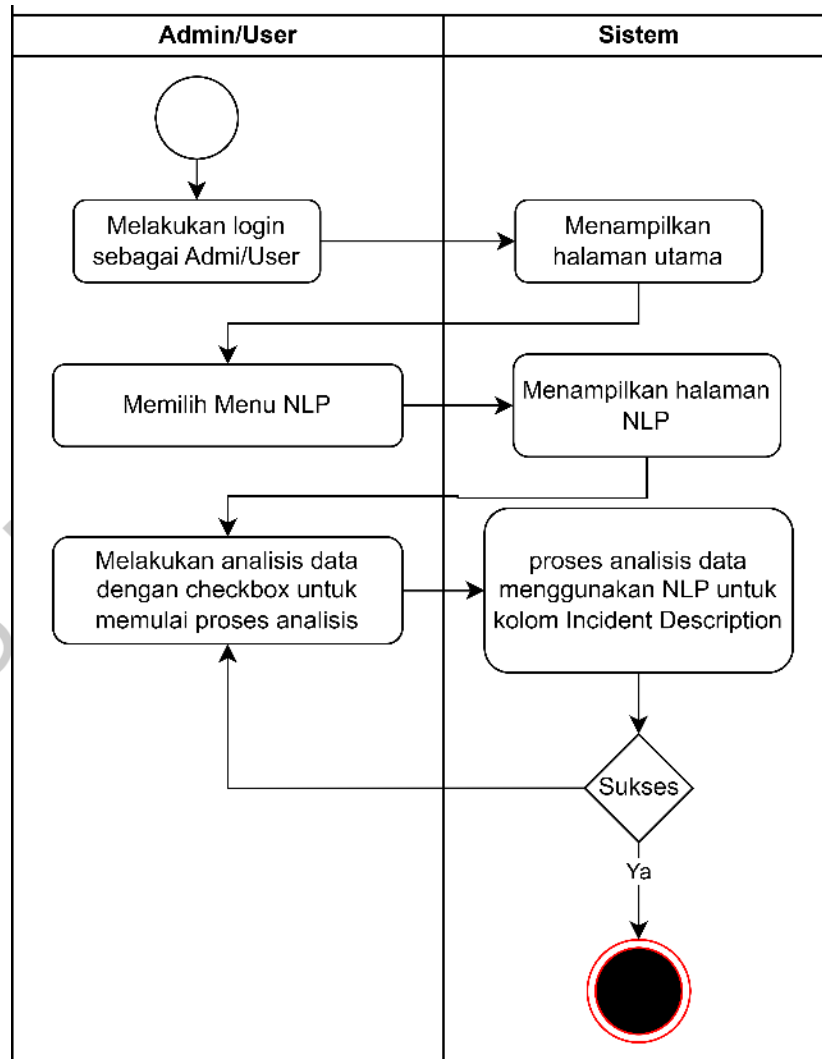 Admin/User
Sistem
Melakukan login
sebagai Admi/User
Menampilkan
halaman utama
Memilih Menu NLP
Menampilkan halaman
NLP
Melakukan analisis data
dengan checkbox untuk
memulai proses analisis
proses analisis data
menggunakan NLP untuk
kolom Incident Description
Sukses
Ya